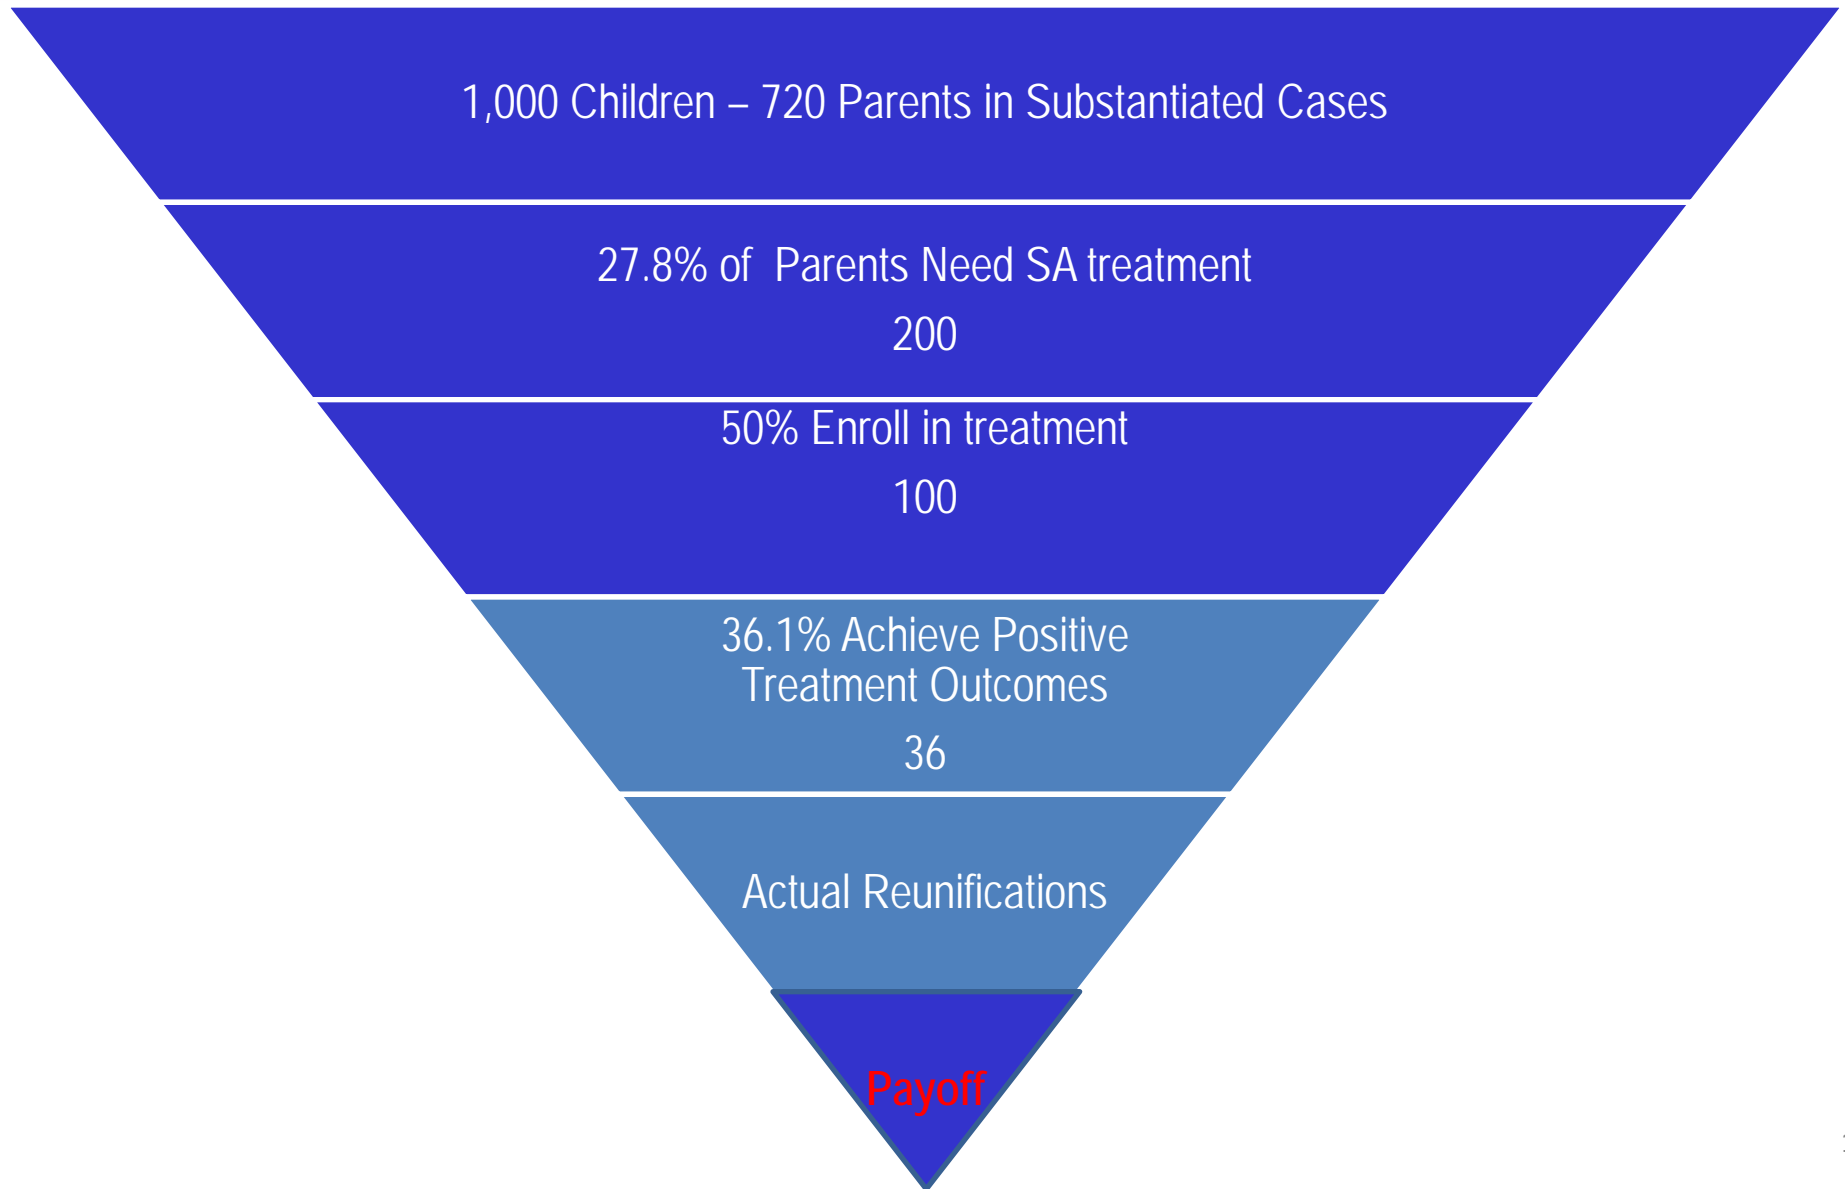 1,000 Children – 720 Parents in Substantiated Cases
27.8% of Parents Need SA treatment
200
50% Enroll in treatment
100
36.1% Achieve Positive
Treatment Outcomes
36
Actual Reunifications
Payoff